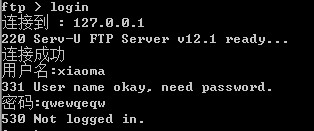 ftp > login
连接到 : 127.0.0.1
220 Serv-U FTP Server v12.1 ready...
连接成功
用户名:xiaoma
331 User name okay, need password.
密码:qwewqeqw
530 Not logged in.